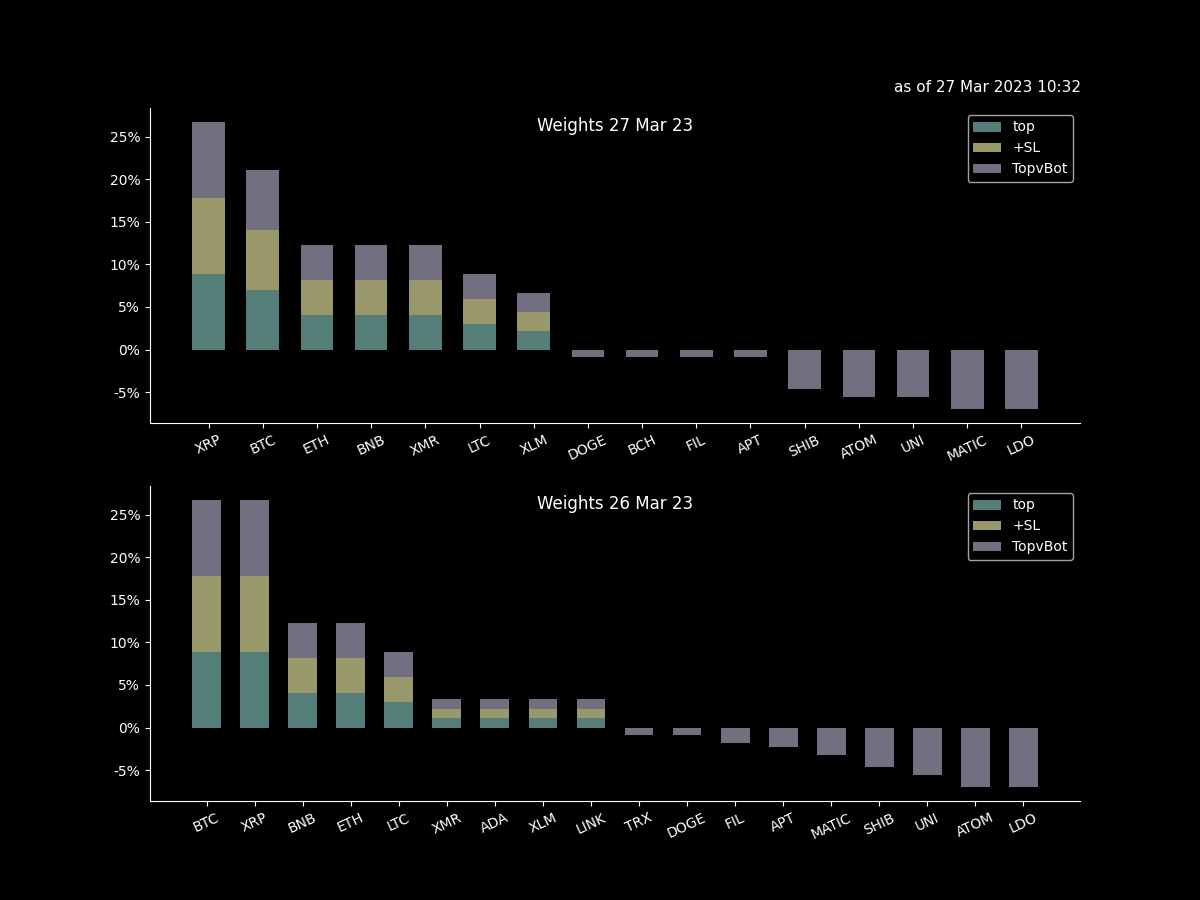 as of 27 Mar 2023 10:32
Weights 27 Mar 23
top
+SL
TopvBot
25%
20%
15%
10%
5%
0%
-5%
XRP BTC ETH BNB XMR LTC XLM DOGE BCH FIL APT SHIB ATOM UNI MATIC LDO
Weights 26 Mar 23
top
+SL
TopvBot
25%
20%
15%
10%
5%
0%
-5%
BTC XRP BNB ETH LTC XMR ADA XLM LINK TRX DOGE FIL APT MATIC SHIB UNI ATOM LDO